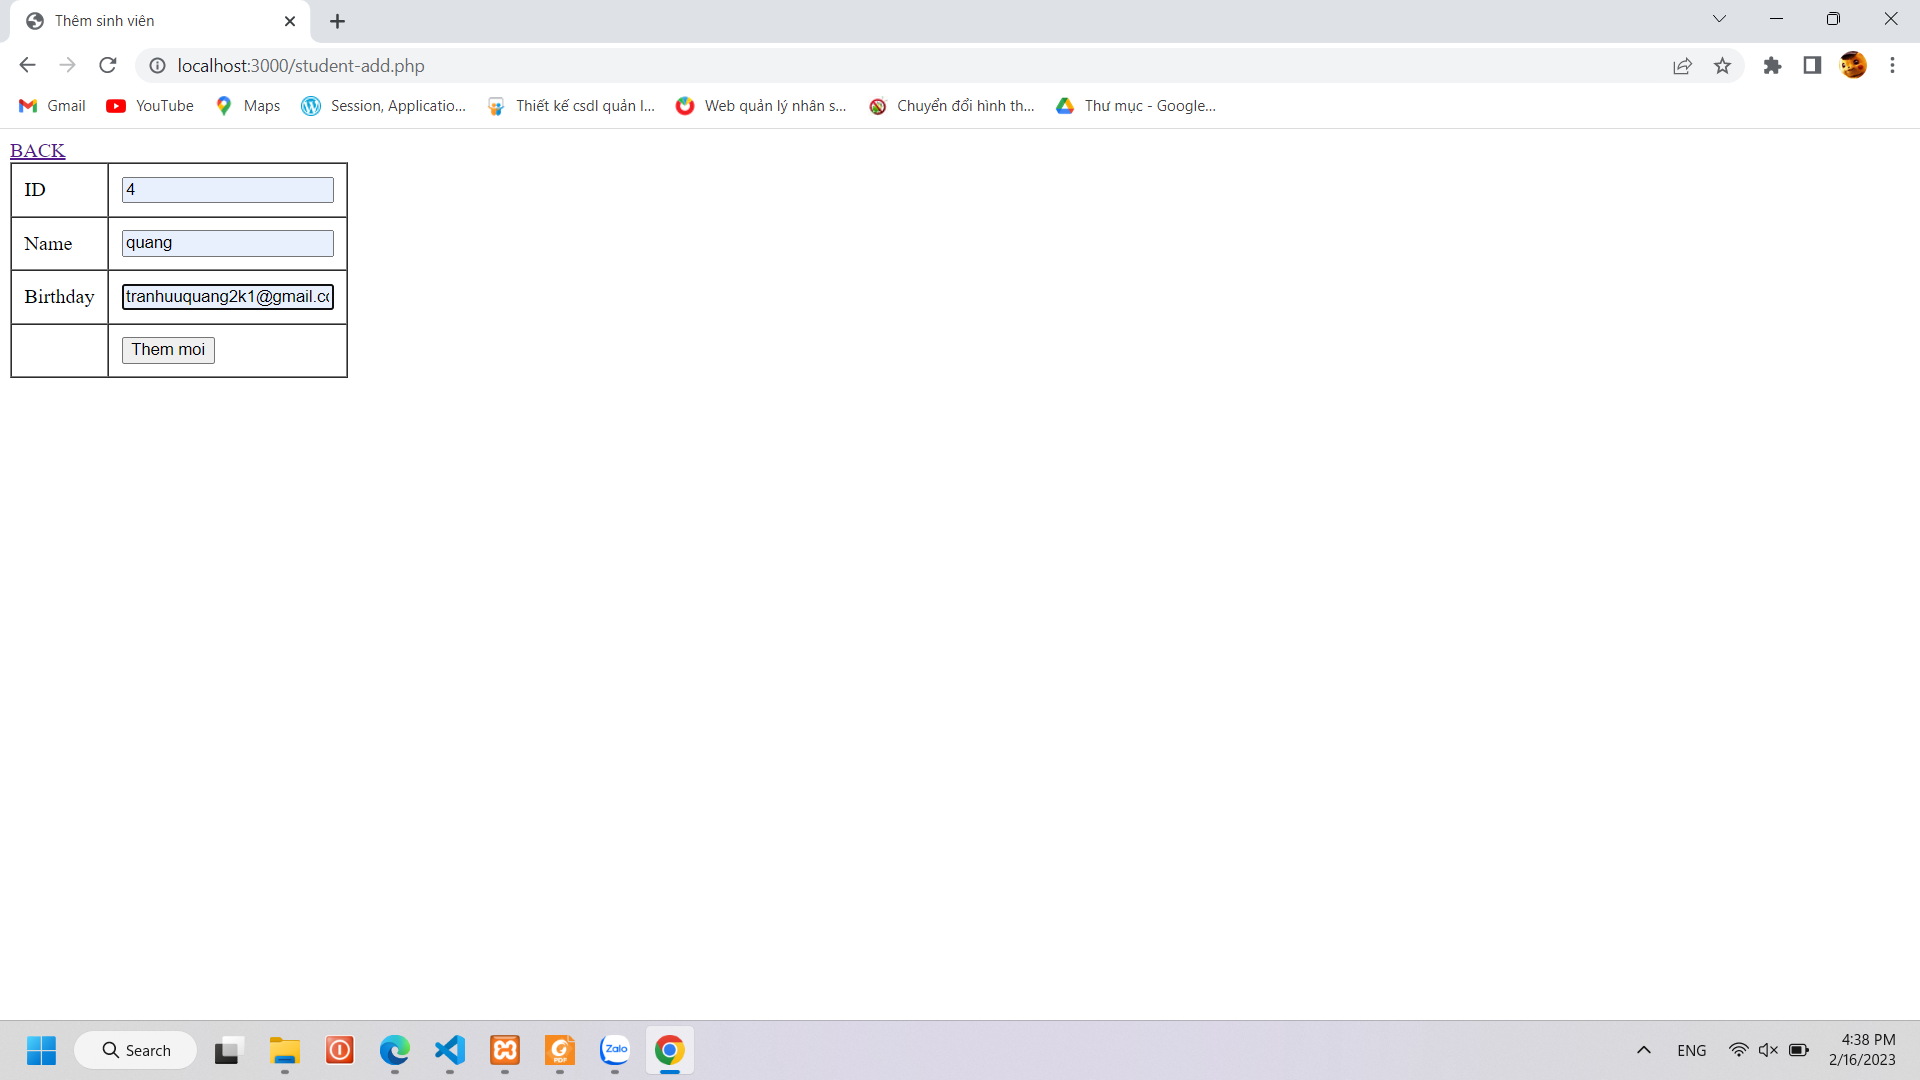 Thêm sinh viên
localhost:3000/student-add.php
Gmail YouTube Maps Session, Applicatio... Thiết kế csdl quản l... Web quản lý nhân s... Chuyển đổi hình th... Thư mục - Google...
BACK
ID 4
Name quang
Birthday tranhuuquang2k1@gmail.co
Them moi
Search PDF Zalo ENG 4:38 PM
2/16/2023